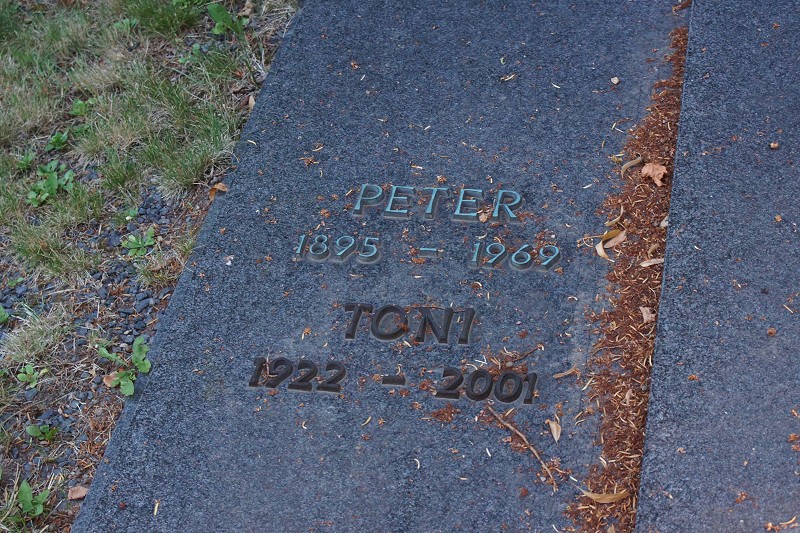 PETER
1895 – 1969
TONI
1922 – 2001